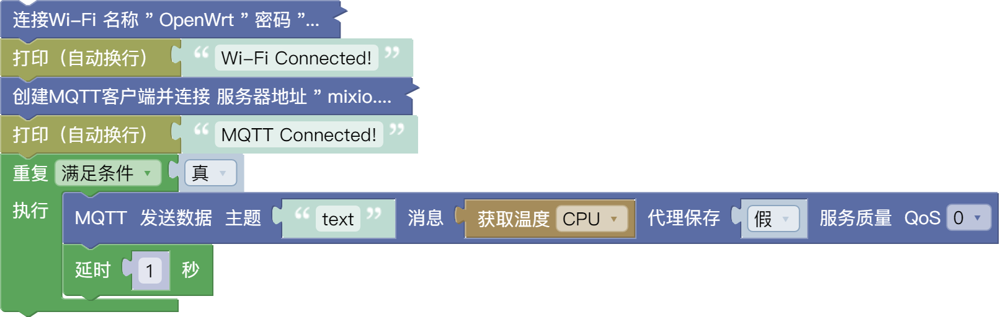 连接Wi-Fi 名称 ” OpenWrt ” 密码 ”...
打印（自动换行） “ Wi-Fi Connected! ”
创建MQTT客户端并连接 服务器地址 ” mixio....
打印（自动换行） “ MQTT Connected! ”
重复 满足条件 真
执行
MQTT 发送数据 主题 “ text ” 消息 获取温度 CPU 代理保存 假 服务质量 QoS 0
延时 1 秒